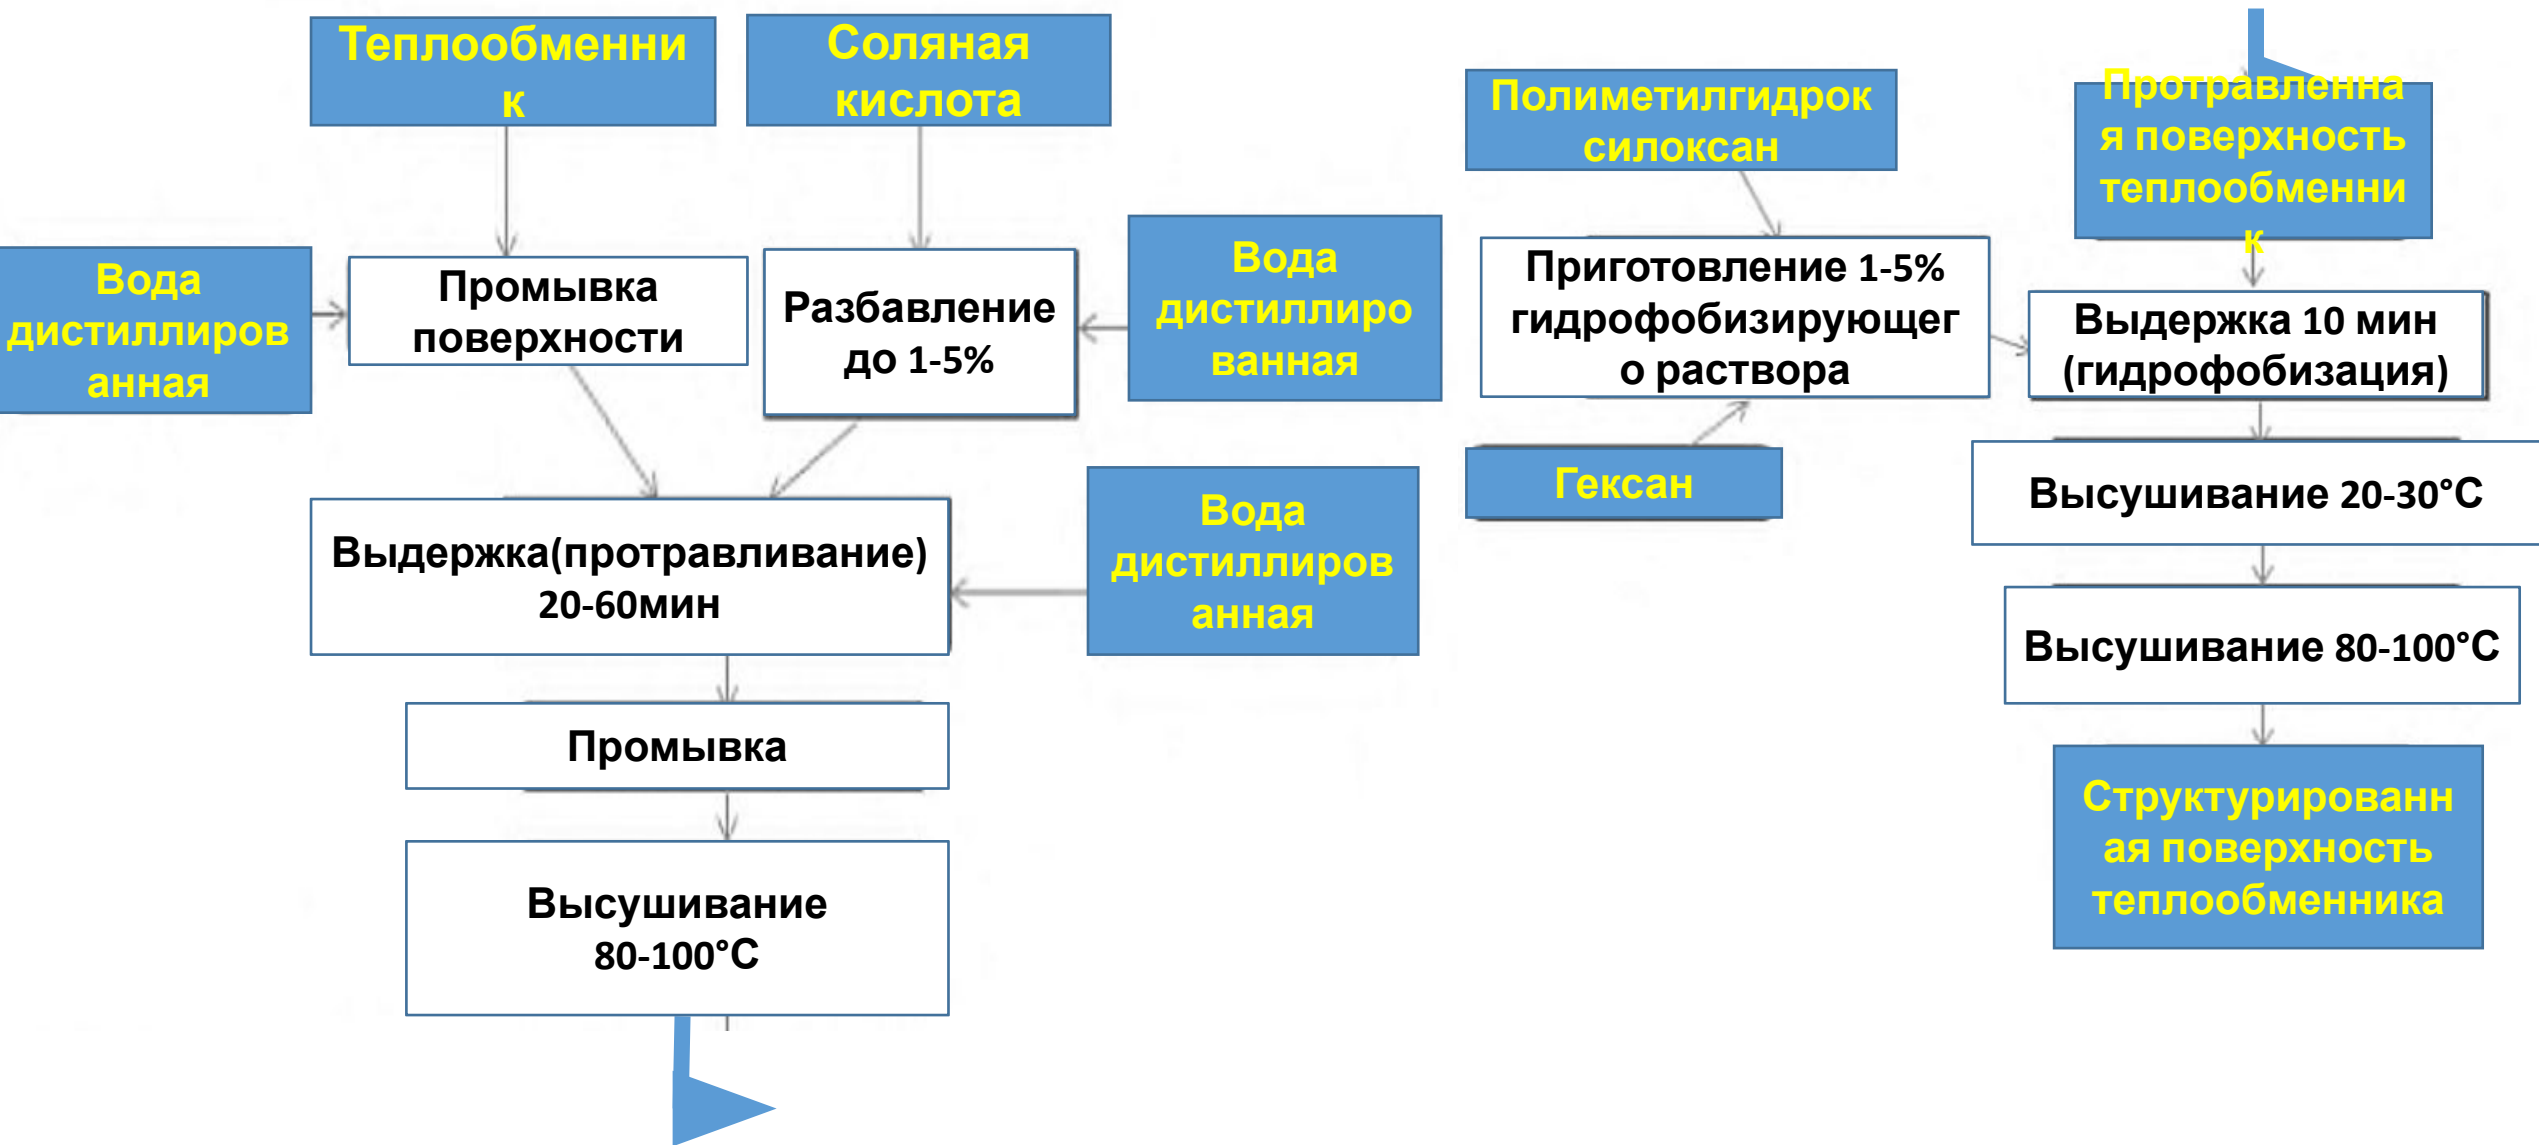 Теплообменни
к
Соляная
кислота
Вода
дистиллиров
анная
Промывка
поверхности
Разбавление
до 1-5%
Вода
дистиллиро
ванная
Выдержка(протравливание)
20-60мин
Вода
дистиллиров
анная
Промывка
Высушивание
80-100°С
Полиметилгидрок
силоксан
Протравленна
я поверхность
теплообменни
к
Приготовление 1-5%
гидрофобизирующег
о раствора
Выдержка 10 мин
(гидрофобизация)
Гексан
Высушивание 20-30°С
Высушивание 80-100°С
Структурированн
ая поверхность
теплообменника